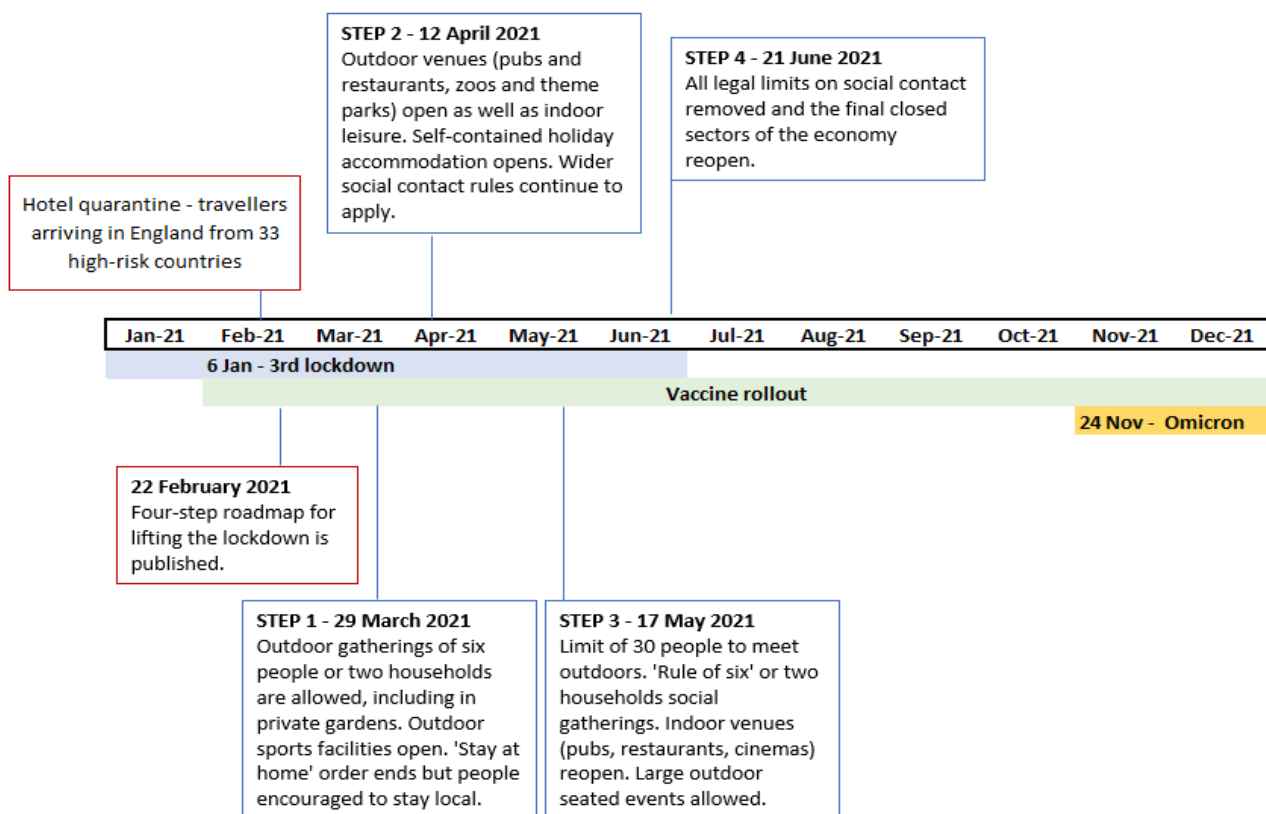 STEP 2 - 12 April 2021
Outdoor venues (pubs and
restaurants, zoos and theme
parks) open as well as indoor
leisure. Self-contained holiday
accommodation opens. Wider
social contact rules continue to
apply.
STEP 4 - 21 June 2021
All legal limits on social contact
removed and the final closed
sectors of the economy
reopen.
Hotel quarantine - travellers
arriving in England from 33
high-risk countries
Jan-21 Feb-21 Mar-21 Apr-21 May-21 Jun-21 Jul-21 Aug-21 Sep-21 Oct-21 Nov-21 Dec-21
6 Jan - 3rd lockdown
Vaccine rollout
24 Nov - Omicron
22 February 2021
Four-step roadmap for
lifting the lockdown is
published.
STEP 1 - 29 March 2021
Outdoor gatherings of six
people or two households
are allowed, including in
private gardens. Outdoor
sports facilities open. 'Stay at
home' order ends but people
encouraged to stay local.
STEP 3 - 17 May 2021
Limit of 30 people to meet
outdoors. 'Rule of six' or two
households social
gatherings. Indoor venues
(pubs, restaurants, cinemas)
reopen. Large outdoor
seated events allowed.